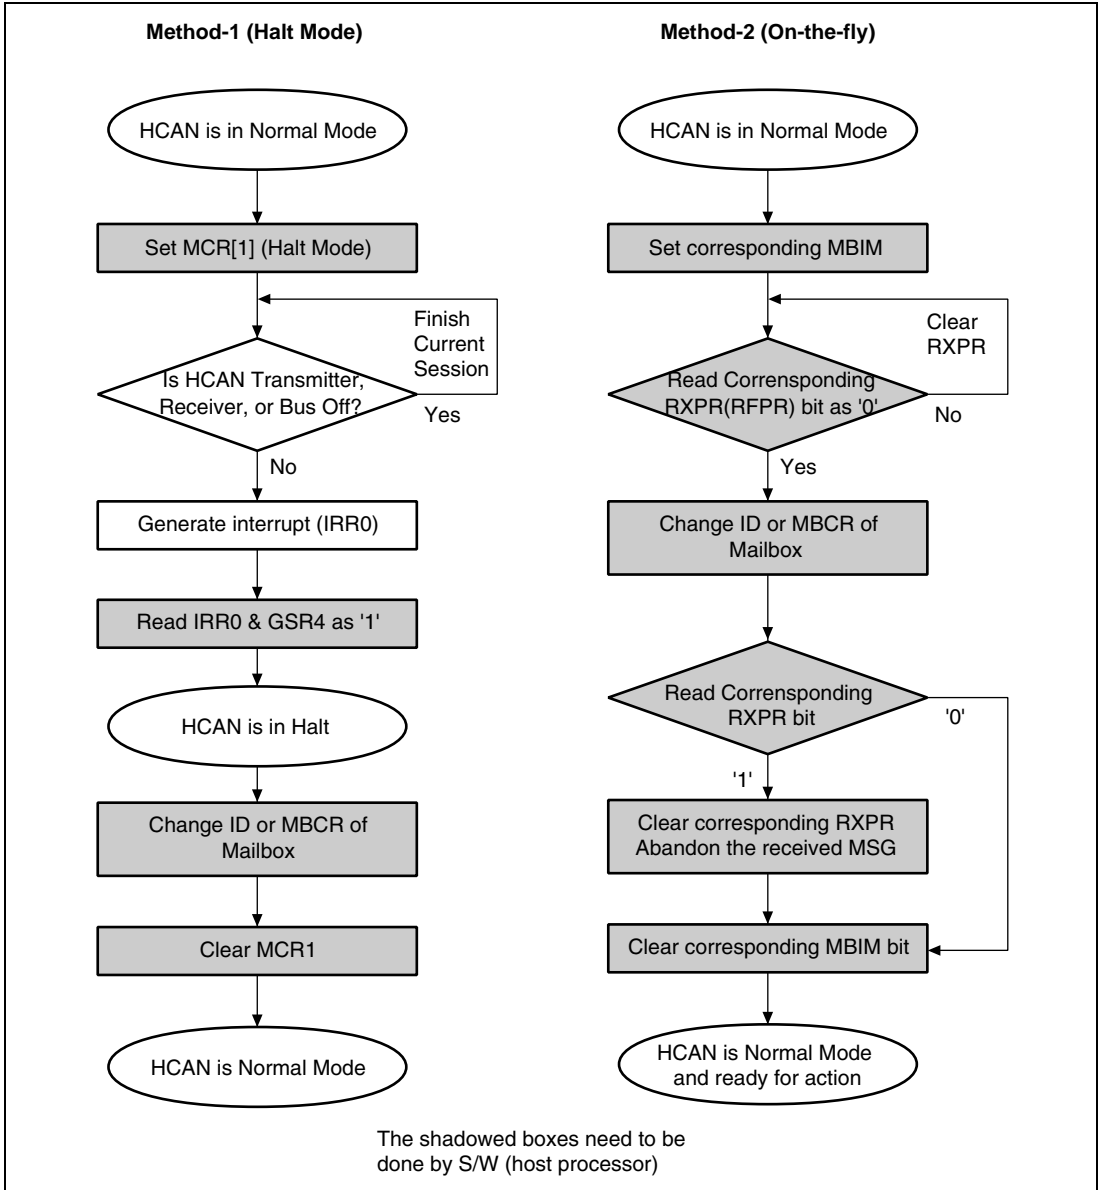 Method-1 (Halt Mode)
HCAN is in Normal Mode
Set MCR[1] (Halt Mode)
Finish
Current
Session
Is HCAN Transmitter,
Receiver, or Bus Off?
Yes
No
Generate interrupt (IRR0)
Read IRR0 & GSR4 as '1'
HCAN is in Halt
Change ID or MBCR of
Mailbox
Clear MCR1
HCAN is Normal Mode
Method-2 (On-the-fly)
HCAN is in Normal Mode
Set corresponding MBIM
Clear
RXPR
Read Corrensponding
RXPR(RFPR) bit as '0'
No
Yes
Change ID or MBCR of
Mailbox
Read Corrensponding
RXPR bit
'0'
'1'
Clear corresponding RXPR
Abandon the received MSG
Clear corresponding MBIM bit
HCAN is Normal Mode
and ready for action
The shadowed boxes need to be
done by S/W (host processor)